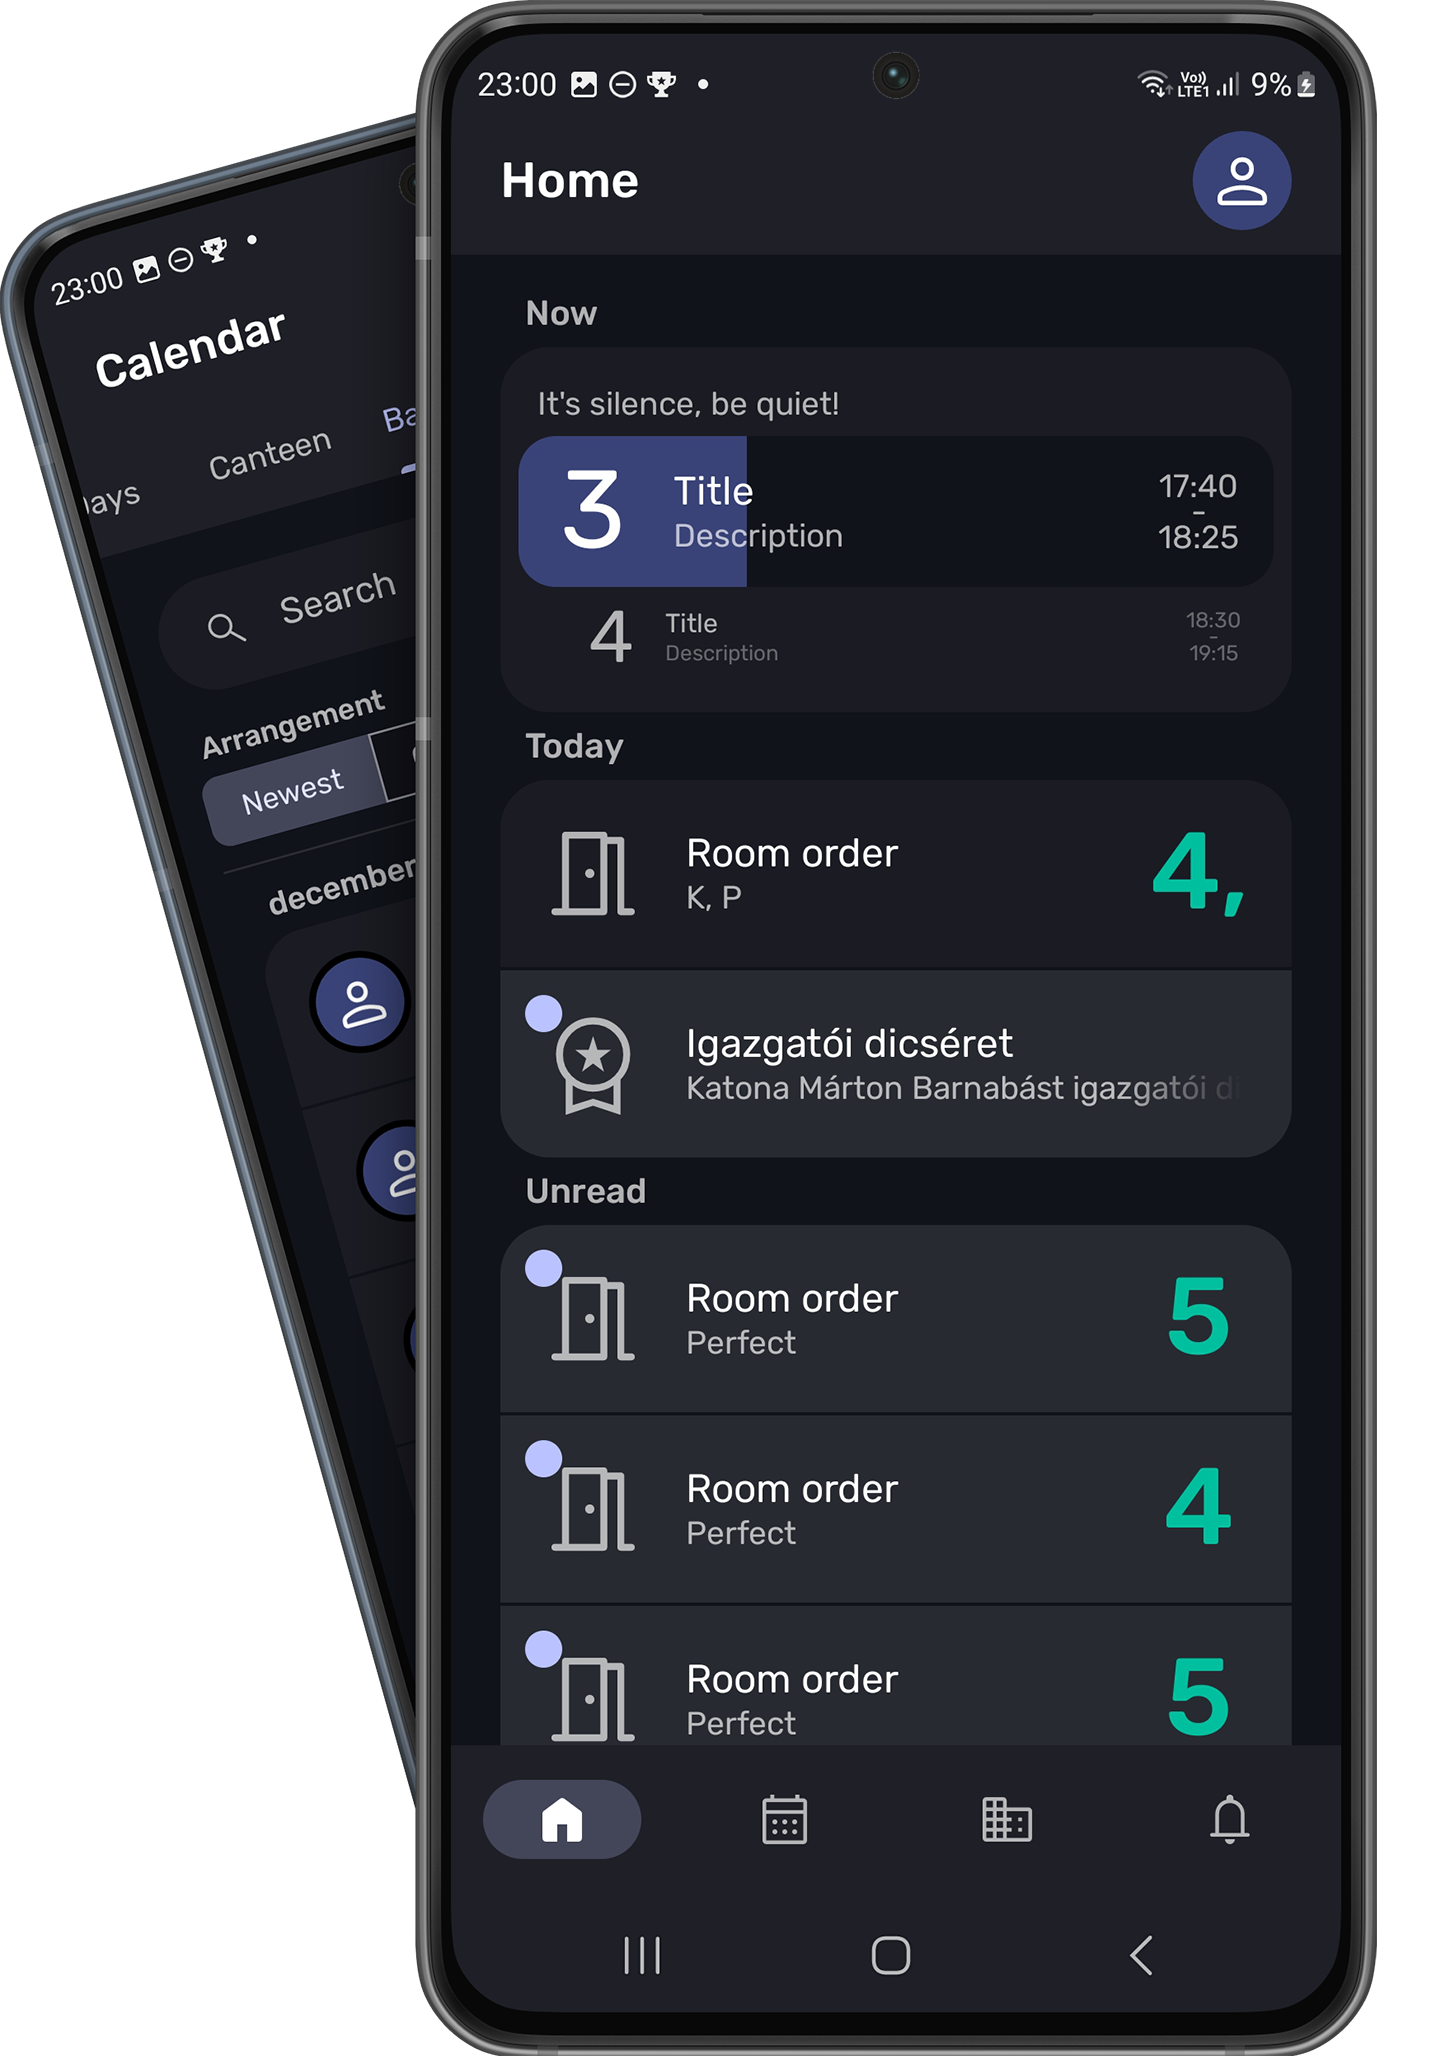 23:00
Calendar
Canteen
Search
Arrangement
Newest
december
23:00
Vo))
LTE1
9%
Home
Now
It's silence, be quiet!
3
Title
Description
17:40
-
18:25
4
Title
Description
18:30
-
19:15
Today
Room order
K, P
4,
Igazgatói dicséret
Katona Márton Barnabást igazgatói
Unread
Room order
Perfect
5
Room order
Perfect
4
Room order
Perfect
5